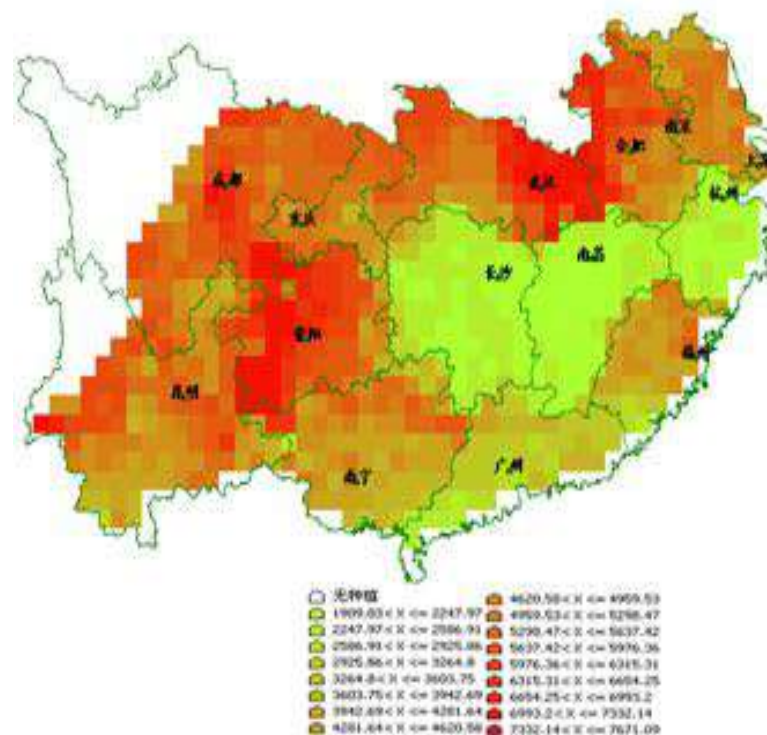 南京
合肥
上海
成都
武汉
杭州
重庆
长沙
南昌
贵阳
福州
昆明
南宁
广州
无种植
1909.03< X <= 2247.97
2247.97< X <= 2586.91
2586.91< X <= 2925.86
2925.86< X <= 3264.8
3264.8< X <= 3603.75
3603.75< X <= 3942.69
3942.69< X <= 4281.64
4281.64< X <= 4620.58
4620.58< X <= 4959.53
4959.53< X <= 5298.47
5298.47< X <= 5637.42
5637.42< X <= 5976.36
5976.36< X <= 6315.31
6315.31< X <= 6654.25
6654.25< X <= 6993.2
6993.2< X <= 7332.14
7332.14< X <= 7671.09